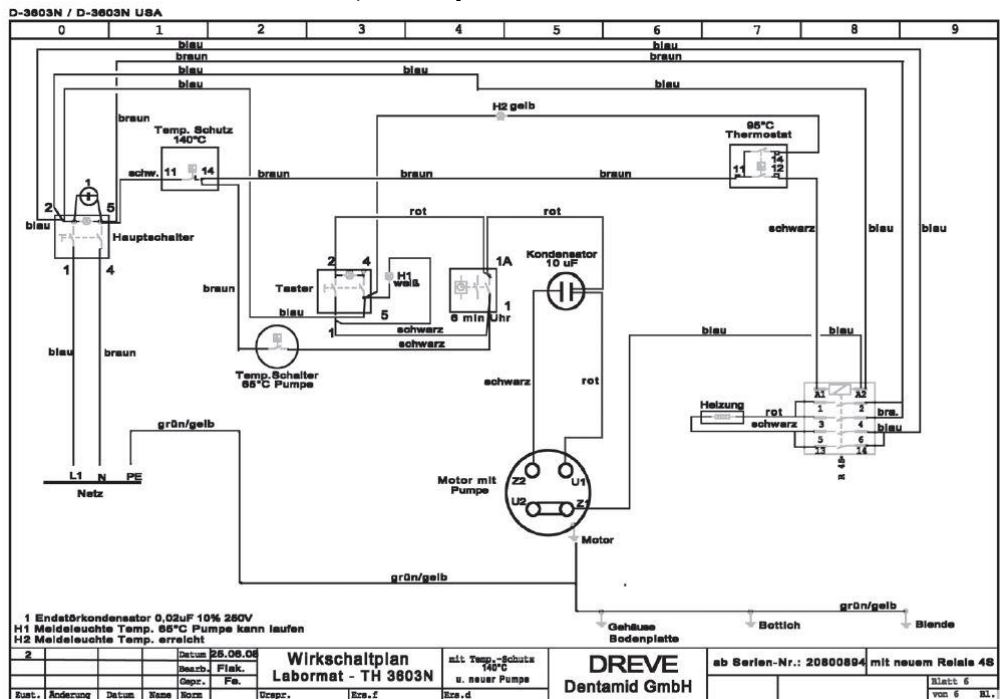 D-3603N / D-3603N USA
0 1 2 3 4 5 6 7 8 9
blau blau
braun braun
blau blau
blau blau
H2 gelb
braun
Temp. Schutz
140°C
95°C
Thermostat
schw. 11 14
braun braun braun
11 14
12
1
2 5
blau
Hauptschalter
1 4
rot rot
schwarz blau blau
2 4
H1
weiß
1A
Kondensator
10 uF
braun
Taster
blau
1 5
6 min Uhr
1
schwarz
schwarz
blau blau
Temp.Schalter
65°C Pumpe
blau braun
schwarz rot
Heizung
rot
schwarz
A1 A2
1 2
bra.
3 4
blau
5 6
13 14
K 4S
grün/gelb
L1 N PE
Netz
Motor mit
Pumpe
Z2 U1
U2 Z1
Motor
grün/gelb
grün/gelb
Gehäuse
Bodenplatte
Bottich
Blende
1 Endstörkondensator 0,02uF 10% 250V
H1 Meldeleuchte Temp. 65°C Pumpe kann laufen
H2 Meldeleuchte Temp. erreicht
2
Datum 25.06.08
Bearb. Fisk.
Gepr. Fe.
Zust. Änderung Datum Name Norm
Wirkschaltplan
Labormat - TH 3603N
Urspr. Ers.f Ers.d
mit Temp.-Schutz
140°C
u. neuer Pumpe
DREVE
Dentamid GmbH
ab Serien-Nr.: 20800894 mit neuem Relais 4S
Blatt 6
von 6 Bl.